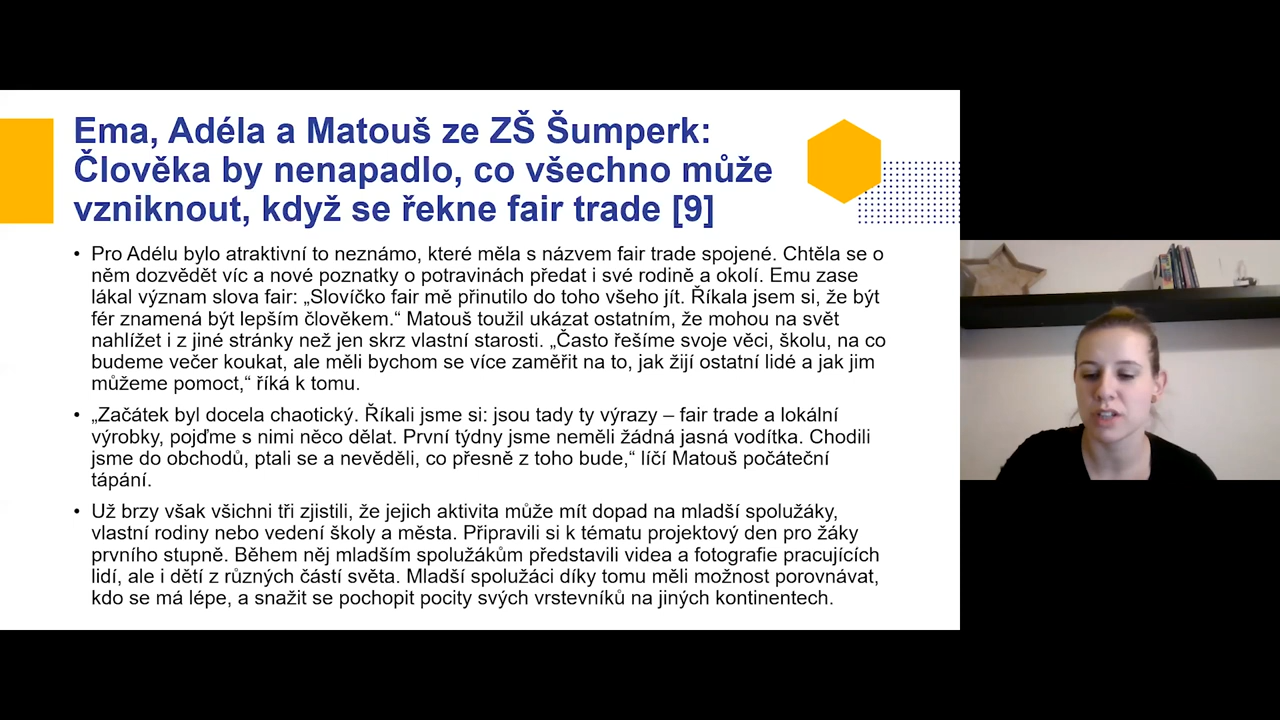 Ema, Adéla a Matouš ze ZŠ Šumperk:
Člověka by nenapadlo, co všechno může
vzniknout, když se řekne fair trade [9]
• Pro Adélu bylo atraktivní to neznámo, které měla s názvem fair trade spojené. Chtěla se o
něm dozvědět víc a nové poznatky o potravinách předat i své rodině a okolí. Emu zase
lákal význam slova fair: „Slovíčko fair mě přinutilo do toho všeho jít. Říkala jsem si, že být
fér znamená být lepším člověkem.“ Matouš toužil ukázat ostatním, že mohou na svět
nahlížet i z jiné stránky než jen skrz vlastní starosti. „Často řešíme svoje věci, školu, na co
budeme večer koukat, ale měli bychom se více zaměřit na to, jak žijí ostatní lidé a jak jim
můžeme pomoct,“ říká k tomu.
• „Začátek byl docela chaotický. Říkali jsme si: jsou tady ty výrazy – fair trade a lokální
výrobky, pojďme s nimi něco dělat. První týdny jsme neměli žádná jasná vodítka. Chodili
jsme do obchodů, ptali se a nevěděli, co přesně z toho bude,“ líčí Matouš počáteční
tápání.
• Už brzy však všichni tři zjistili, že jejich aktivita může mít dopad na mladší spolužáky,
vlastní rodiny nebo vedení školy a města. Připravili si k tématu projektový den pro žáky
prvního stupně. Během něj mladším spolužákům představili videa a fotografie pracujících
lidí, ale i dětí z různých částí světa. Mladší spolužáci díky tomu měli možnost porovnávat,
kdo se má lépe, a snažit se pochopit pocity svých vrstevníků na jiných kontinentech.